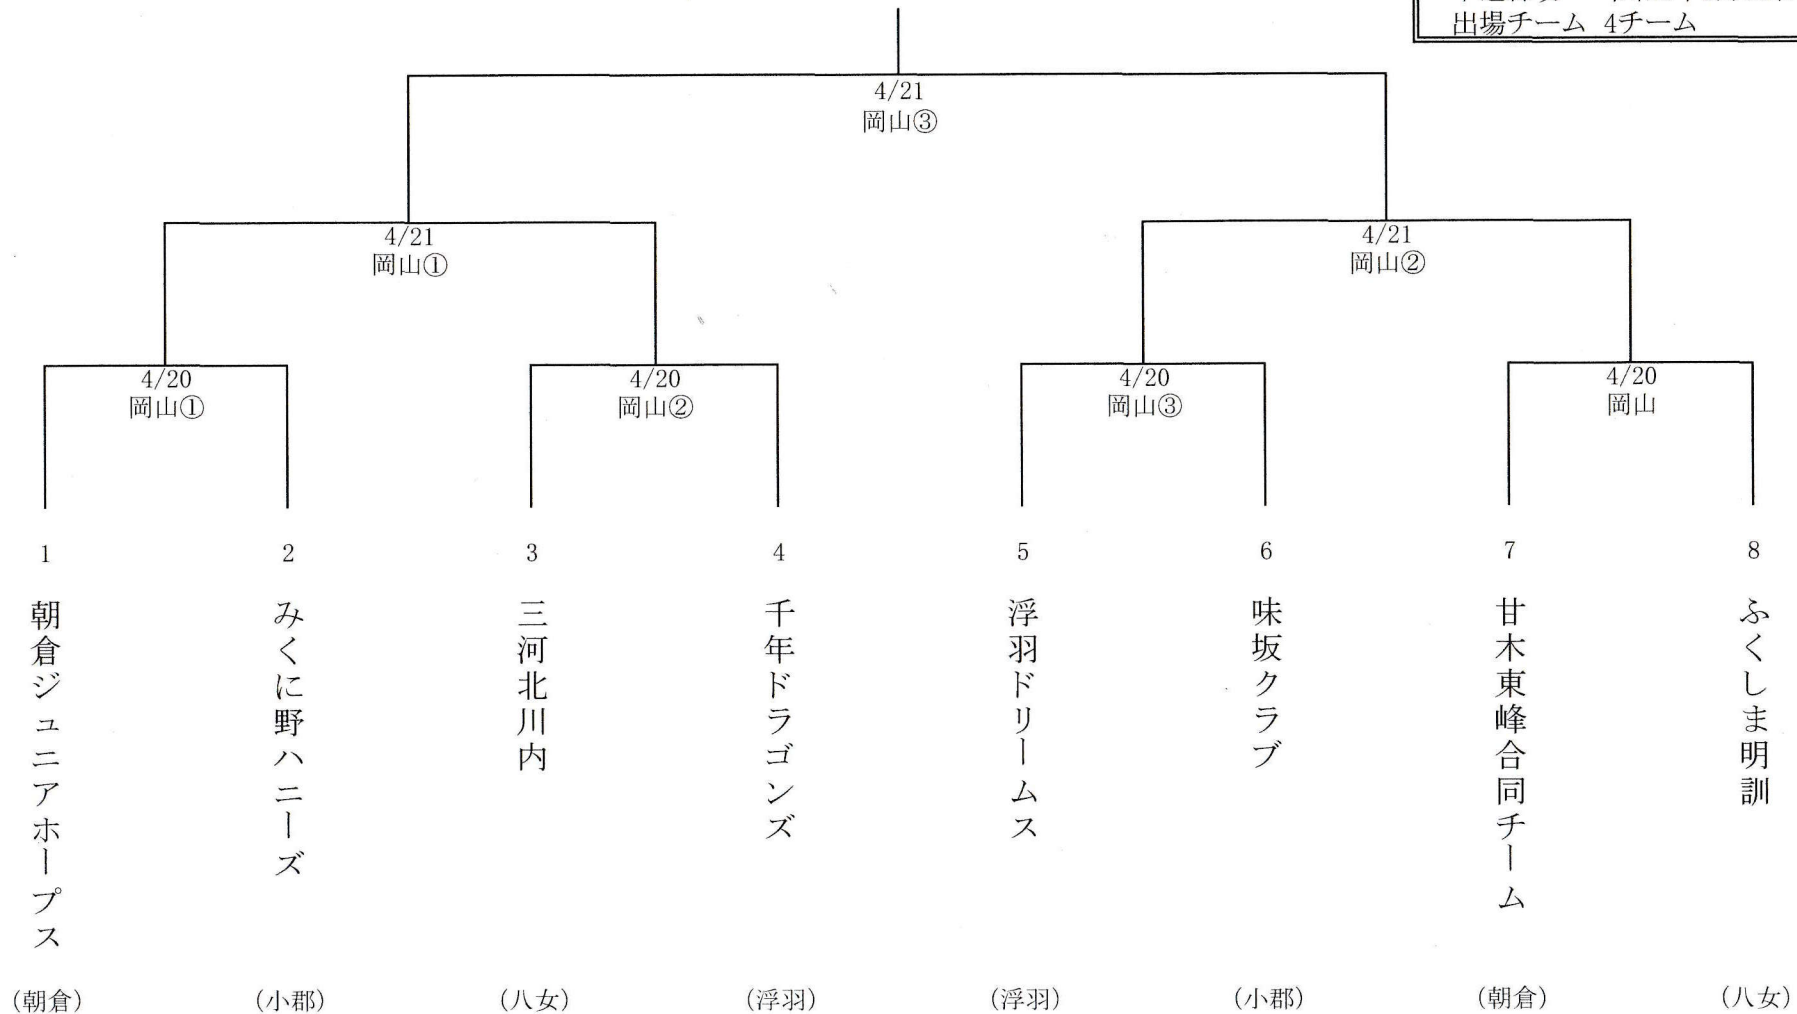 出場チーム 4チーム
4/21
岡山③
4/21
岡山①
4/21
岡山②
4/20
岡山①
4/20
岡山②
4/20
岡山③
4/20
岡山
1
2
3
4
5
6
7
8
朝倉ジュニアホープス
みくに野ハニーズ
三河北川内
千年ドラゴンズ
浮羽ドリームス
味坂クラブ
甘木東峰合同チーム
ふくしま明訓
(朝倉)
(小郡)
(八女)
(浮羽)
(浮羽)
(小郡)
(朝倉)
(八女)